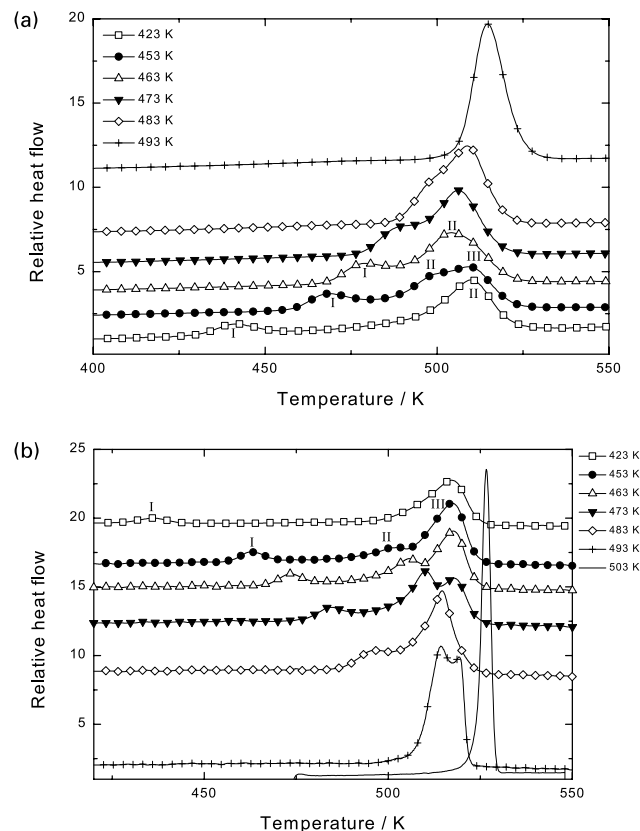 (a)
20
15
10
5
423 K
453 K
463 K
473 K
483 K
493 K
I
I
I
II
II
III
II
Relative heat flow
400
450
500
550
Temperature / K
(b)
25
20
15
10
5
I
I
II
III
423 K
453 K
463 K
473 K
483 K
493 K
503 K
Relative heat flow
450
500
550
Temperature / K